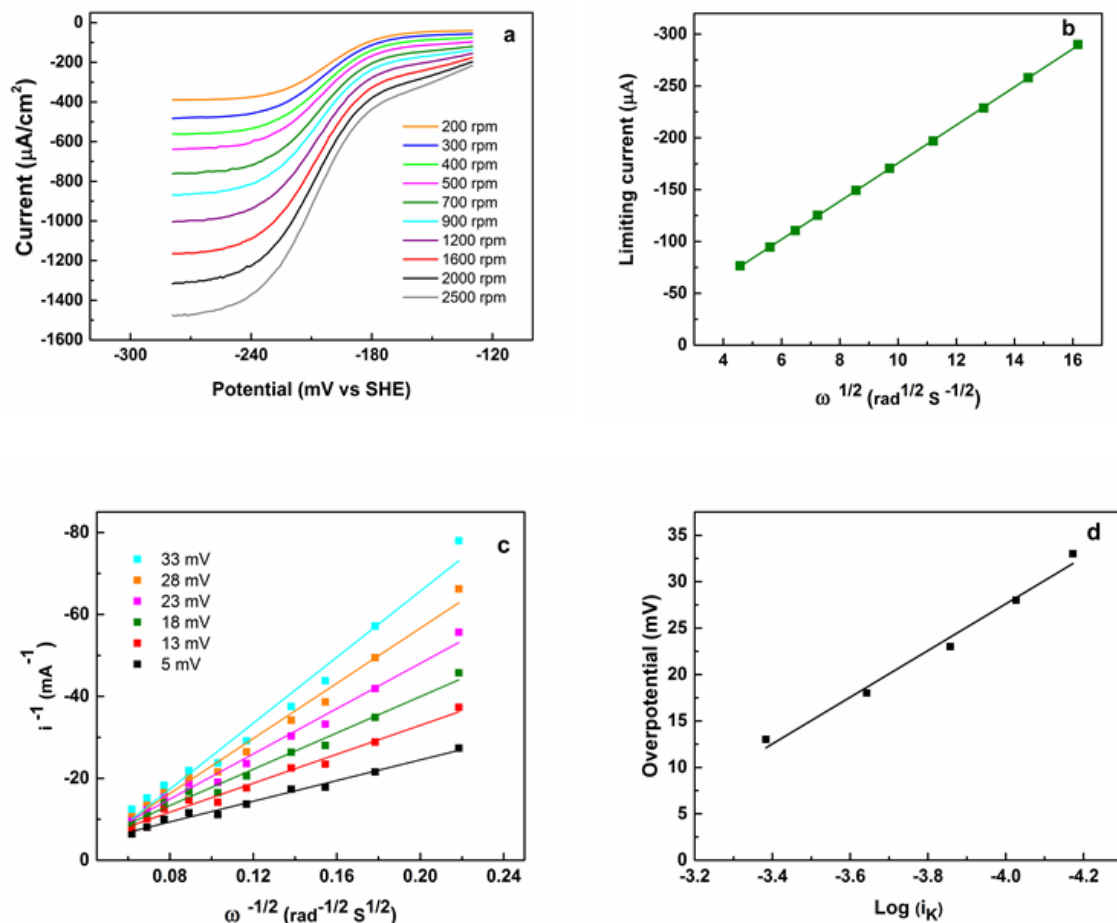 a
Current (μA/cm²)
0
-200
-400
-600
-800
-1000
-1200
-1400
-1600
200 rpm
300 rpm
400 rpm
500 rpm
700 rpm
900 rpm
1200 rpm
1600 rpm
2000 rpm
2500 rpm
-300
-240
-180
-120
Potential (mV vs SHE)
b
Limiting current (μA)
-300
-250
-200
-150
-100
-50
0
4
6
8
10
12
14
16
ω ^1/2 (rad^1/2 S ^-1/2)
c
i ^-1 (mA^-1)
-80
-60
-40
-20
0
33 mV
28 mV
23 mV
18 mV
13 mV
5 mV
0.08
0.12
0.16
0.20
0.24
ω ^-1/2 (rad^-1/2 S^1/2)
d
Overpotential (mV)
35
30
25
20
15
10
5
0
-3.2
-3.4
-3.6
-3.8
-4.0
-4.2
Log (iK)